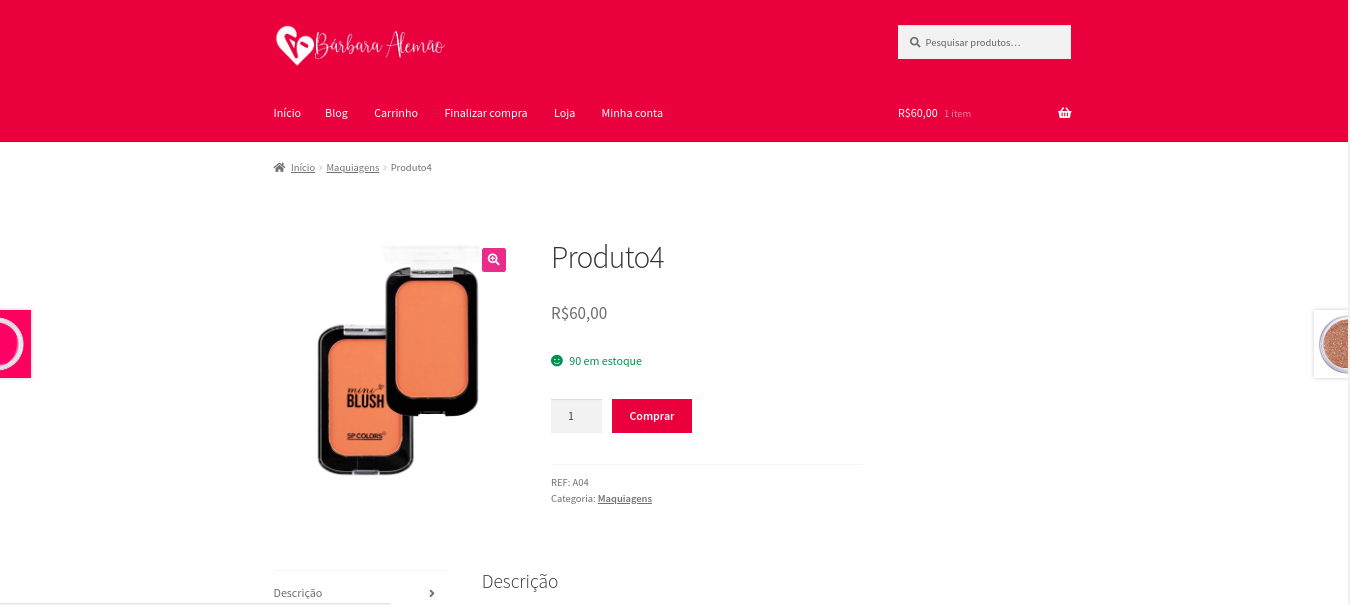 Bárbara Alemão
Pesquisar produtos…
Início Blog Carrinho Finalizar compra Loja Minha conta
R$60,00 1 item
Início > Maquiagens > Produto4
mini
BLUSH
SP COLORS
Produto4
R$60,00
90 em estoque
1 Comprar
REF: A04
Categoria: Maquiagens
Descrição
Descrição